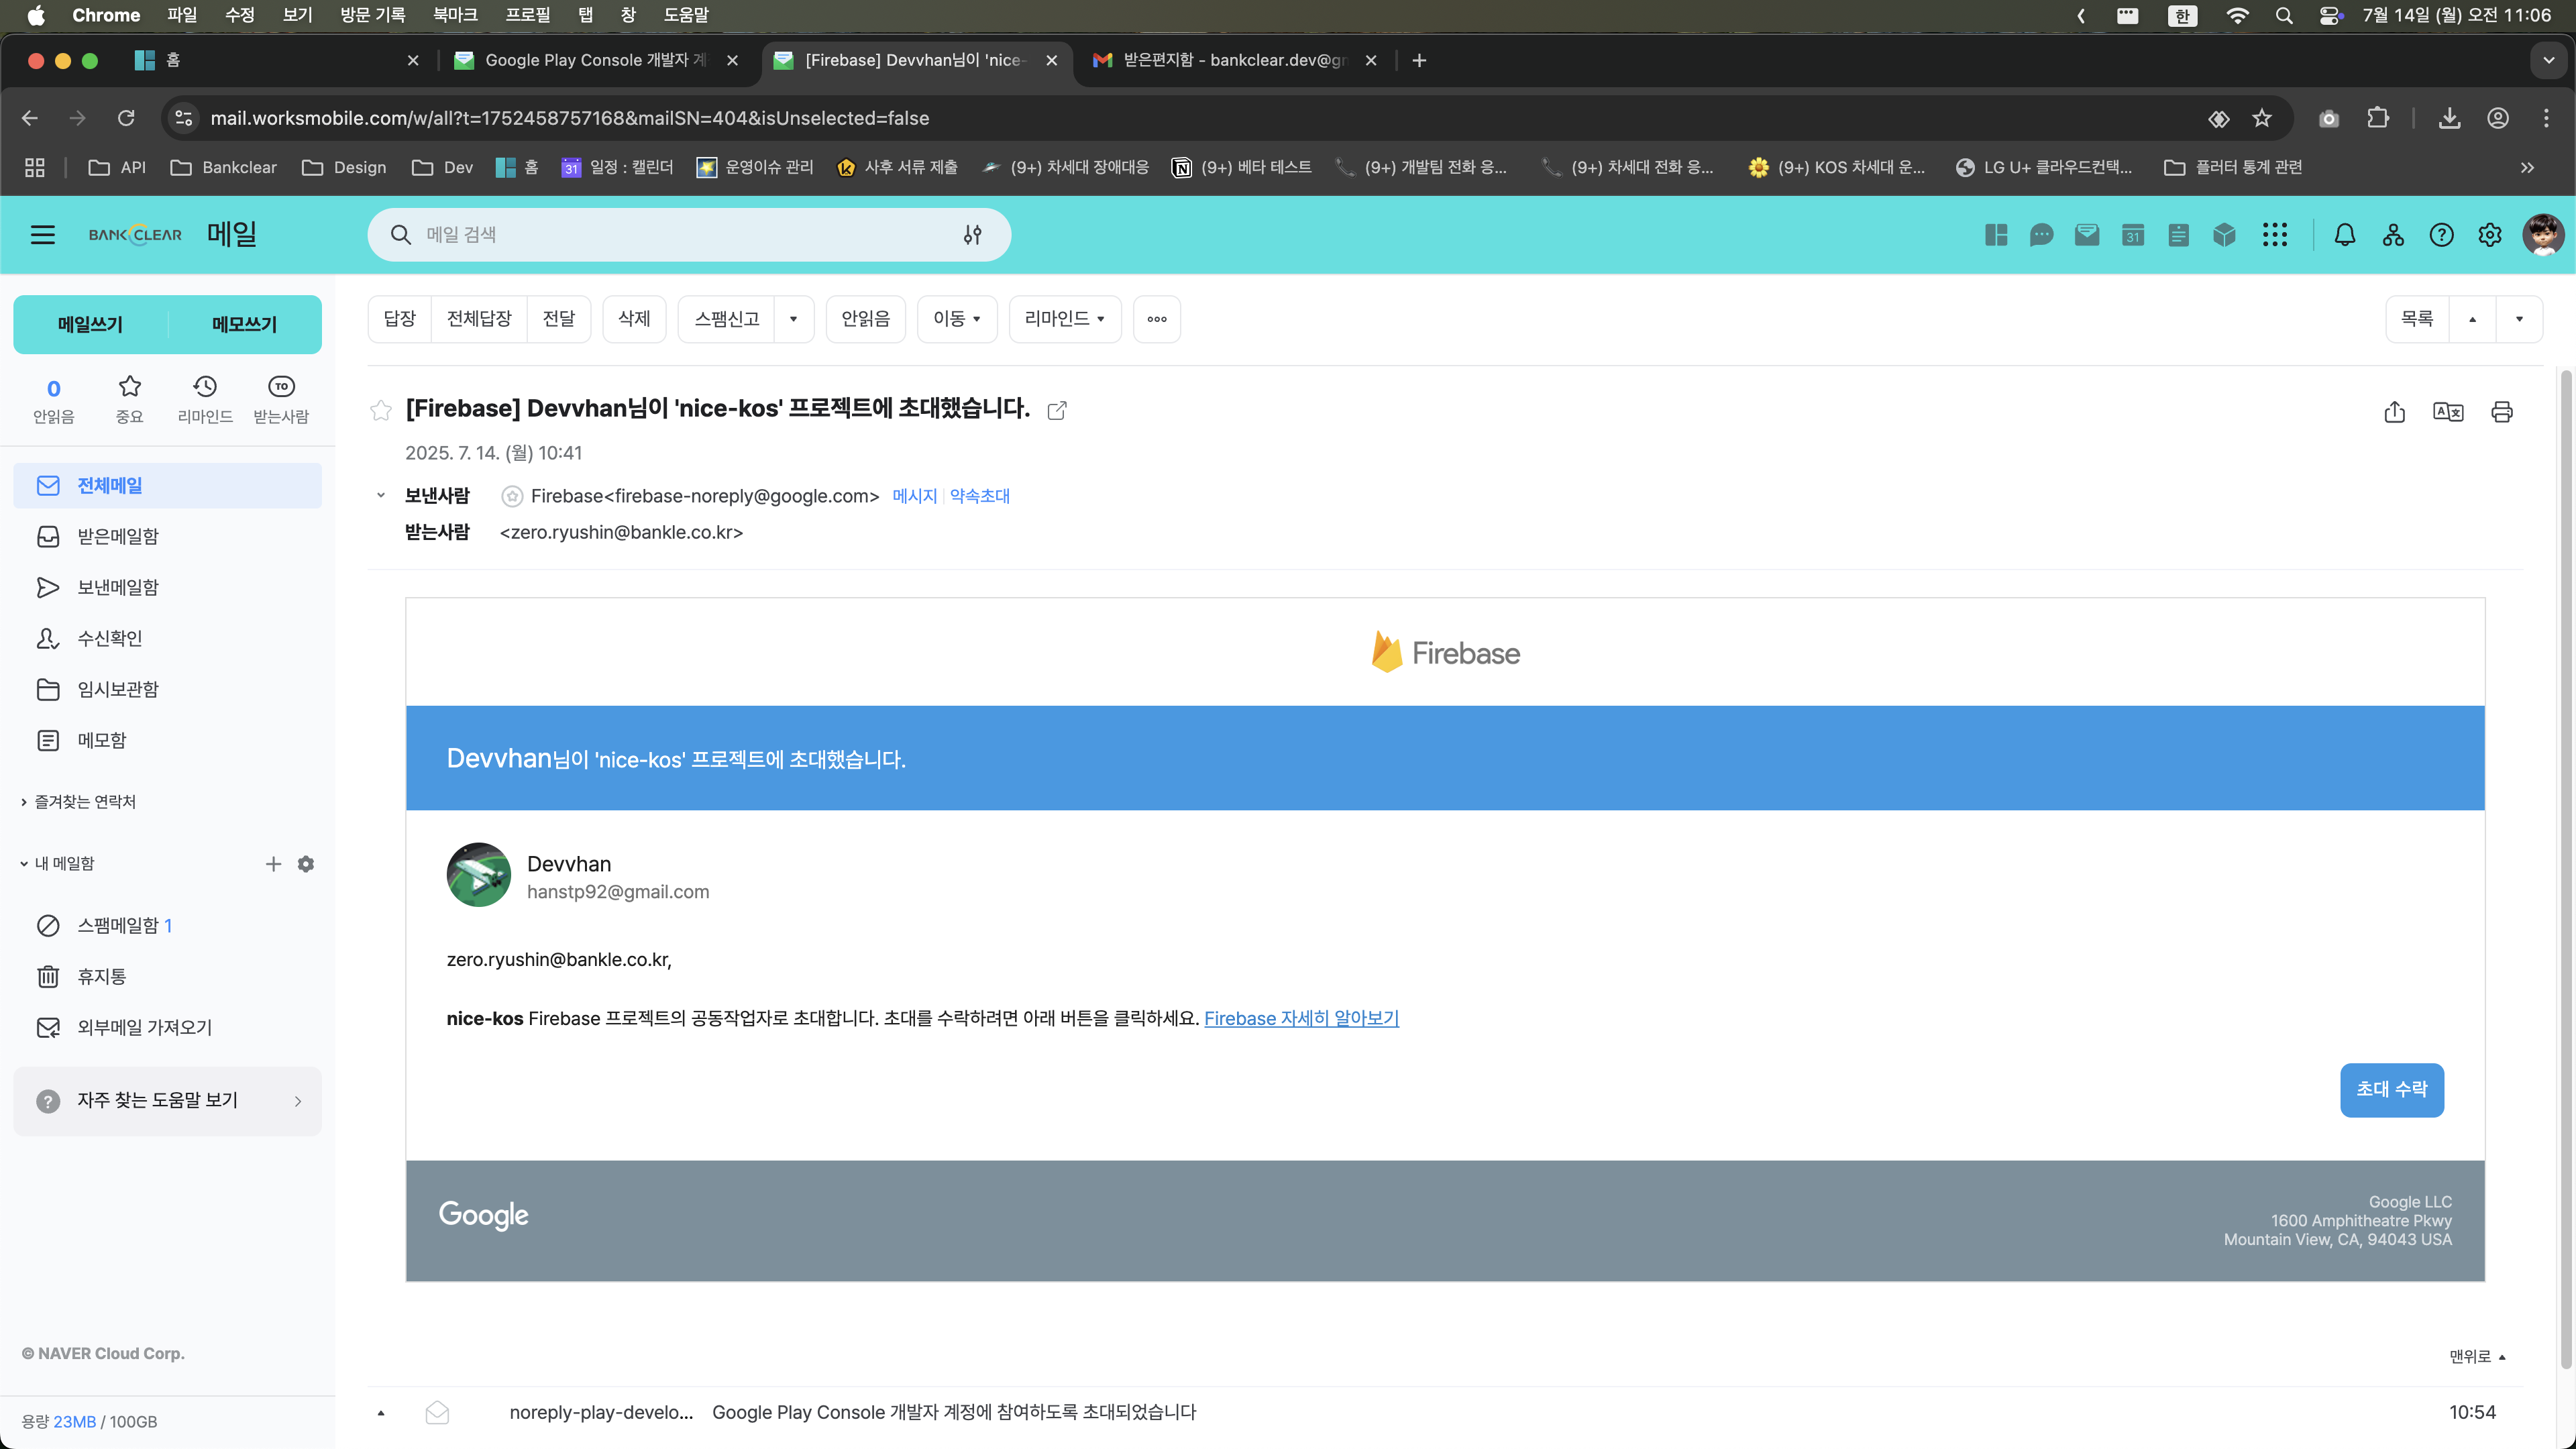 Chrome 파일 수정 보기 방문 기록 북마크 프로필 탭 창 도움말 한 7월 14일 (월) 오전 11:06
홈 Google Play Console 개발자 계 [Firebase] Devvhan님이 'nice- 받은편지함 - bankclear.dev@gm
mail.worksmobile.com/w/all?t=1752458757168&mailSN=404&isUnselected=false
API Bankclear Design Dev 홈 31 일정 : 캘린더 운영이슈 관리 사후 서류 제출 (9+) 차세대 장애대응 (9+) 베타 테스트 (9+) 개발팀 전화 응... (9+) 차세대 전화 응... (9+) KOS 차세대 운... LG U+ 클라우드컨택... 플러터 통계 관련
BANKCLEAR 메일 메일 검색 31
메일쓰기 메모쓰기
답장 전체답장 전달 삭제 스팸신고 안읽음 이동 리마인드 목록
0 안읽음
중요
리마인드
TO 받는사람
전체메일
받은메일함
보낸메일함
수신확인
임시보관함
메모함
즐겨찾는 연락처
내 메일함
스팸메일함 1
휴지통
외부메일 가져오기
자주 찾는 도움말 보기
© NAVER Cloud Corp.
용량 23MB / 100GB
[Firebase] Devvhan님이 'nice-kos' 프로젝트에 초대했습니다.
2025. 7. 14. (월) 10:41
보낸사람 Firebase<firebase-noreply@google.com> 메시지 약속초대
받는사람 <zero.ryushin@bankle.co.kr>
Firebase
Devvhan님이 'nice-kos' 프로젝트에 초대했습니다.
Devvhan
hanstp92@gmail.com
zero.ryushin@bankle.co.kr,
nice-kos Firebase 프로젝트의 공동작업자로 초대합니다. 초대를 수락하려면 아래 버튼을 클릭하세요. Firebase 자세히 알아보기
초대 수락
Google
Google LLC
1600 Amphitheatre Pkwy
Mountain View, CA, 94043 USA
맨위로
noreply-play-develo... Google Play Console 개발자 계정에 참여하도록 초대되었습니다 10:54